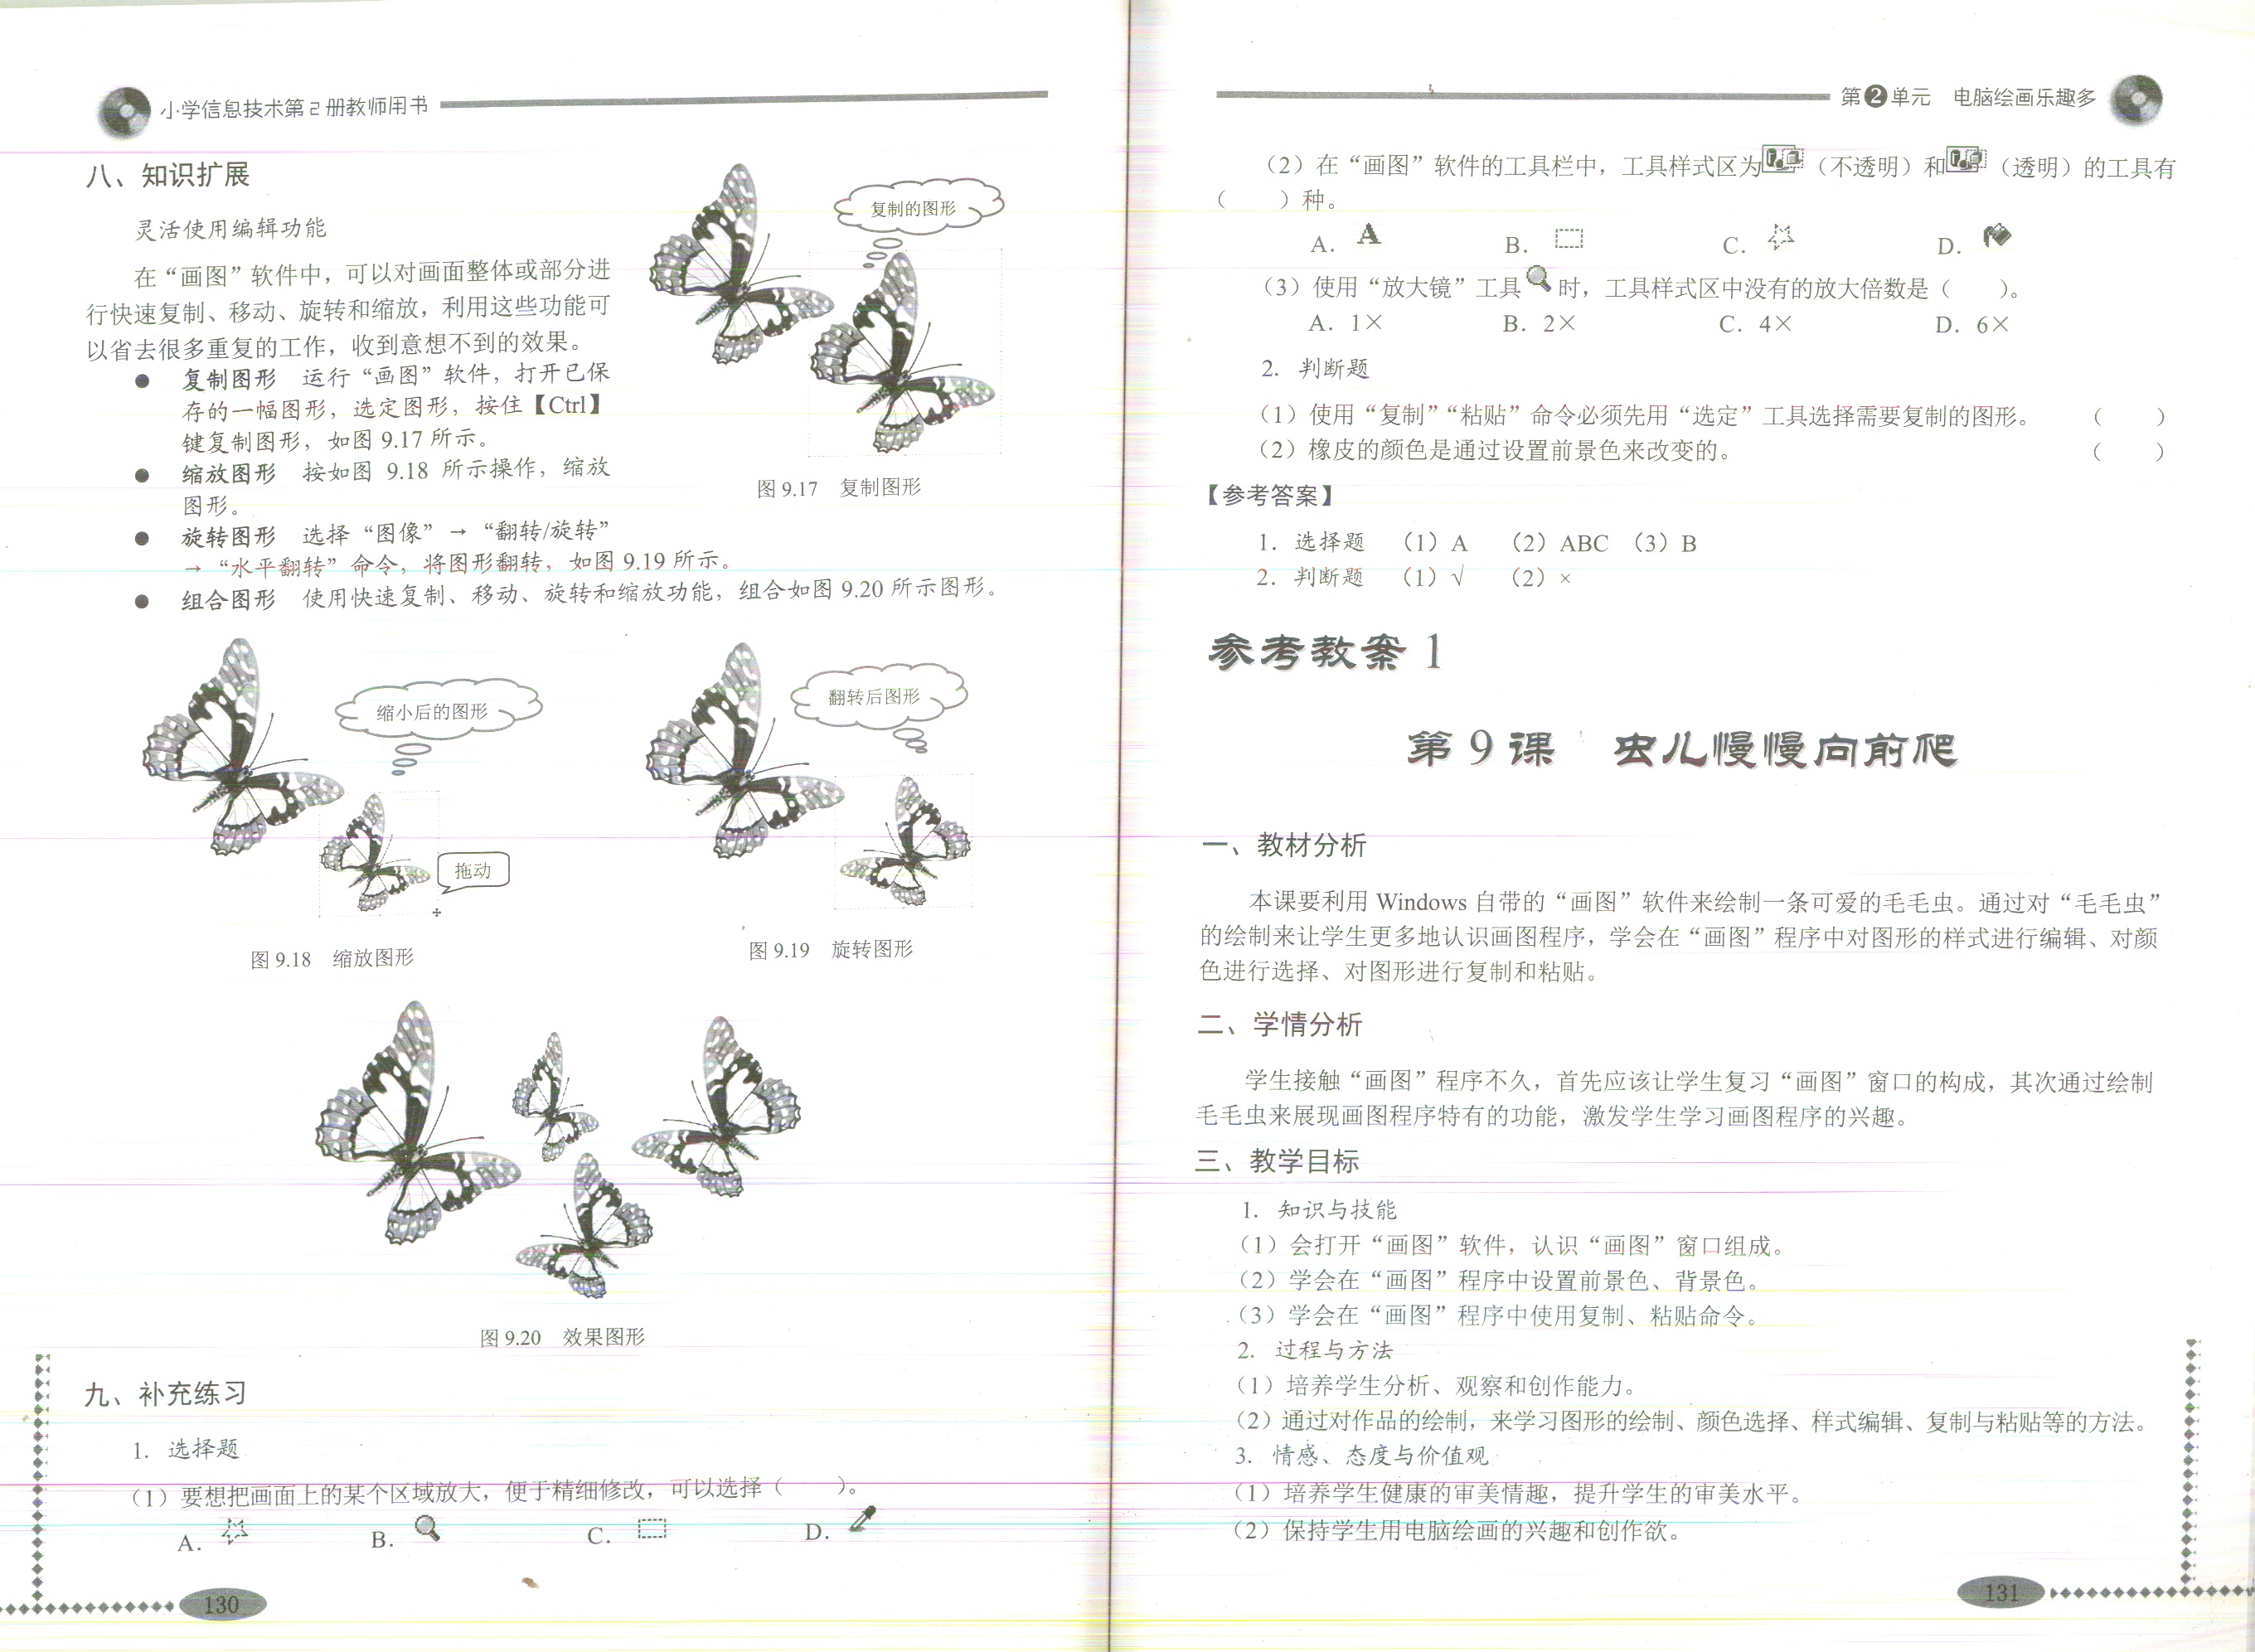 小学信息技术第2册教师用书
八、知识扩展
灵活使用编辑功能
在“画图”软件中，可以对画面整体或部分进
行快速复制、移动、旋转和缩放，利用这些功能可
以省去很多重复的工作，收到意想不到的效果。
● 复制图形 运行“画图”软件，打开已保
存的一幅图形，选定图形，按住【Ctrl】
键复制图形，如图 9.17 所示。
● 缩放图形 按如图 9.18 所示操作，缩放
图形。
● 旋转图形 选择“图像”→“翻转/旋转”
→“水平翻转”命令，将图形翻转，如图 9.19 所示。
● 组合图形 使用快速复制、移动、旋转和缩放功能，组合如图 9.20 所示图形。
复制的图形
图 9.17 复制图形
缩小后的图形
拖动
图 9.18 缩放图形
翻转后图形
图 9.19 旋转图形
图 9.20 效果图形
九、补充练习
1. 选择题
（1）要想把画面上的某个区域放大，便于精细修改，可以选择（ ）。
A. B. C. D.
130
第2单元 电脑绘画乐趣多
（2）在“画图”软件的工具栏中，工具样式区为（不透明）和（透明）的工具有
（ ）种。
A. B. C. D.
（3）使用“放大镜”工具时，工具样式区中没有的放大倍数是（ ）。
A. 1× B. 2× C. 4× D. 6×
2. 判断题
（1）使用“复制”“粘贴”命令必须先用“选定”工具选择需要复制的图形。 （ ）
（2）橡皮的颜色是通过设置前景色来改变的。 （ ）
【参考答案】
1. 选择题 （1）A （2）ABC （3）B
2. 判断题 （1）√ （2）×
参考教案 1
第 9 课 虫儿慢慢向前爬
一、教材分析
本课要利用 Windows 自带的“画图”软件来绘制一条可爱的毛毛虫。通过对“毛毛虫”
的绘制来让学生更多地认识画图程序，学会在“画图”程序中对图形的样式进行编辑、对颜
色进行选择、对图形进行复制和粘贴。
二、学情分析
学生接触“画图”程序不久，首先应该让学生复习“画图”窗口的构成，其次通过绘制
毛毛虫来展现画图程序特有的功能，激发学生学习画图程序的兴趣。
三、教学目标
1. 知识与技能
（1）会打开“画图”软件，认识“画图”窗口组成。
（2）学会在“画图”程序中设置前景色、背景色。
（3）学会在“画图”程序中使用复制、粘贴命令。
2. 过程与方法
（1）培养学生分析、观察和创作能力。
（2）通过对作品的绘制，来学习图形的绘制、颜色选择、样式编辑、复制与粘贴等的方法。
3. 情感、态度与价值观
（1）培养学生健康的审美情趣，提升学生的审美水平。
（2）保持学生用电脑绘画的兴趣和创作欲。
131